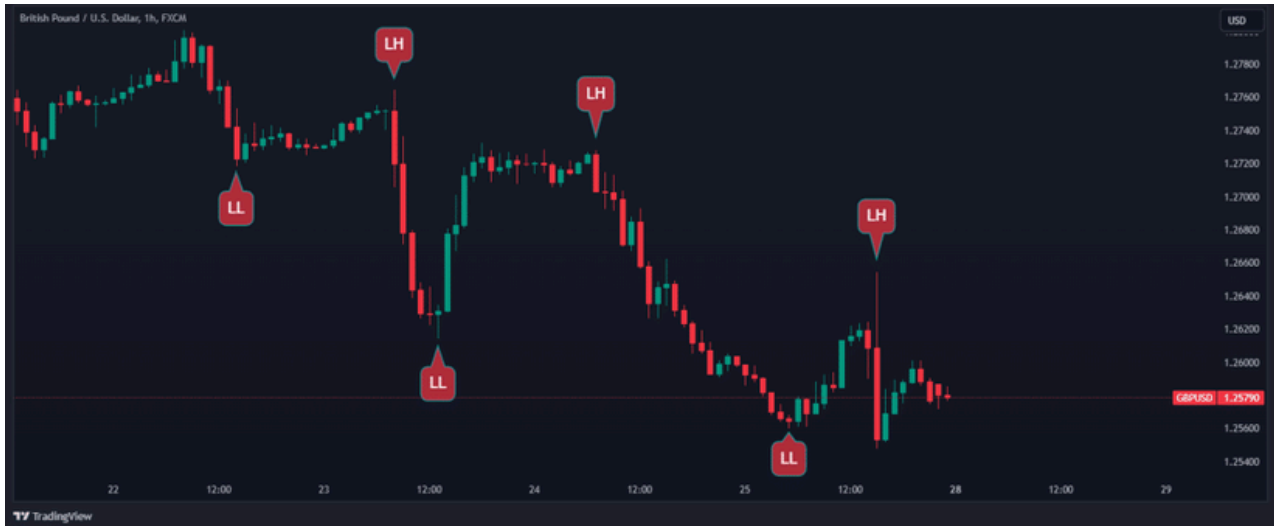 British Pound / U.S. Dollar, 1h, FXCM
USD
1.27800
1.27600
1.27400
1.27200
1.27000
1.26800
1.26600
1.26400
1.26200
1.26000
GBPUSD 1.25790
1.25600
1.25400
LH
LH
LL
LH
LL
LL
22 12:00 23 12:00 24 12:00 25 12:00 28 12:00 29
TradingView